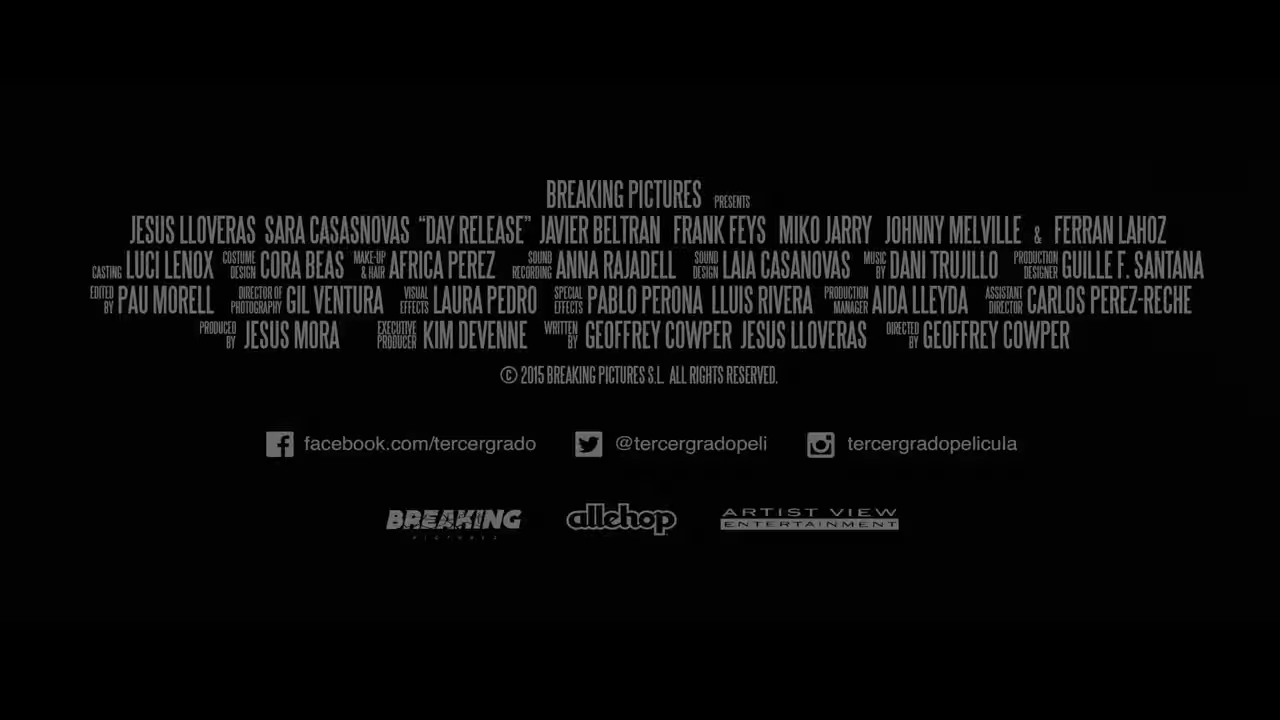 BREAKING PICTURES PRESENTS
JESUS LLOVERAS SARA CASASNOVAS "DAY RELEASE" JAVIER BELTRAN FRANK FEYS MIKO JARRY JOHNNY MELVILLE & FERRAN LAHOZ
CASTING LUCI LENOX COSTUME DESIGN CORA BEAS MAKE-UP & HAIR AFRICA PEREZ SOUND RECORDING ANNA RAJADELL SOUND DESIGN LAIA CASANOVAS MUSIC BY DANI TRUJILLO PRODUCTION DESIGNER GUILLE F. SANTANA
EDITED BY PAU MORELL DIRECTOR OF PHOTOGRAPHY GIL VENTURA VISUAL EFFECTS LAURA PEDRO SPECIAL EFFECTS PABLO PERONA LLUIS RIVERA PRODUCTION MANAGER AIDA LLEYDA ASSISTANT DIRECTOR CARLOS PEREZ-RECHE
PRODUCED BY JESUS MORA EXECUTIVE PRODUCER KIM DEVENNE WRITTEN BY GEOFFREY COWPER JESUS LLOVERAS DIRECTED BY GEOFFREY COWPER
© 2015 BREAKING PICTURES S.L. ALL RIGHTS RESERVED.
facebook.com/tercergrado @tercergradopeli tercergradopelicula
BREAKING PICTURES allehop ARTIST VIEW ENTERTAINMENT